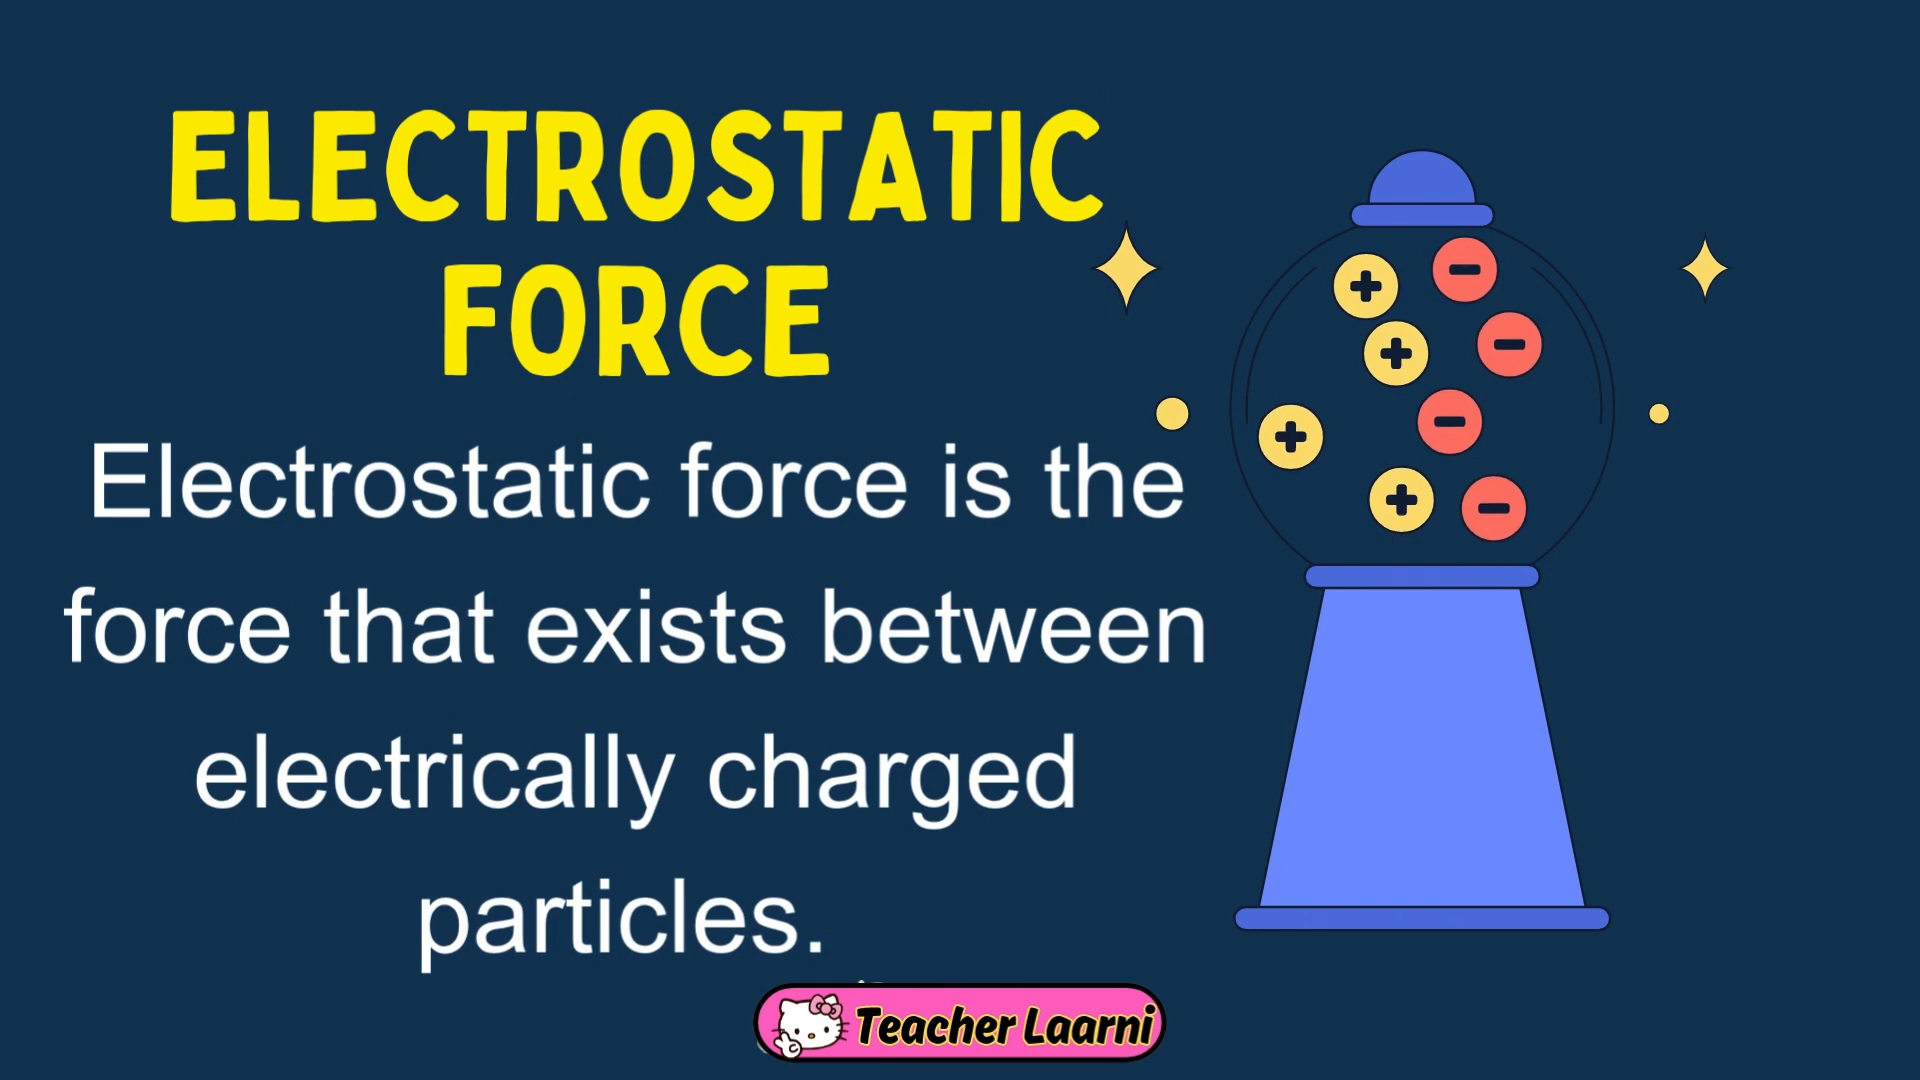 ELECTROSTATIC
FORCE
Electrostatic force is the
force that exists between
electrically charged
particles.
Teacher Laarni